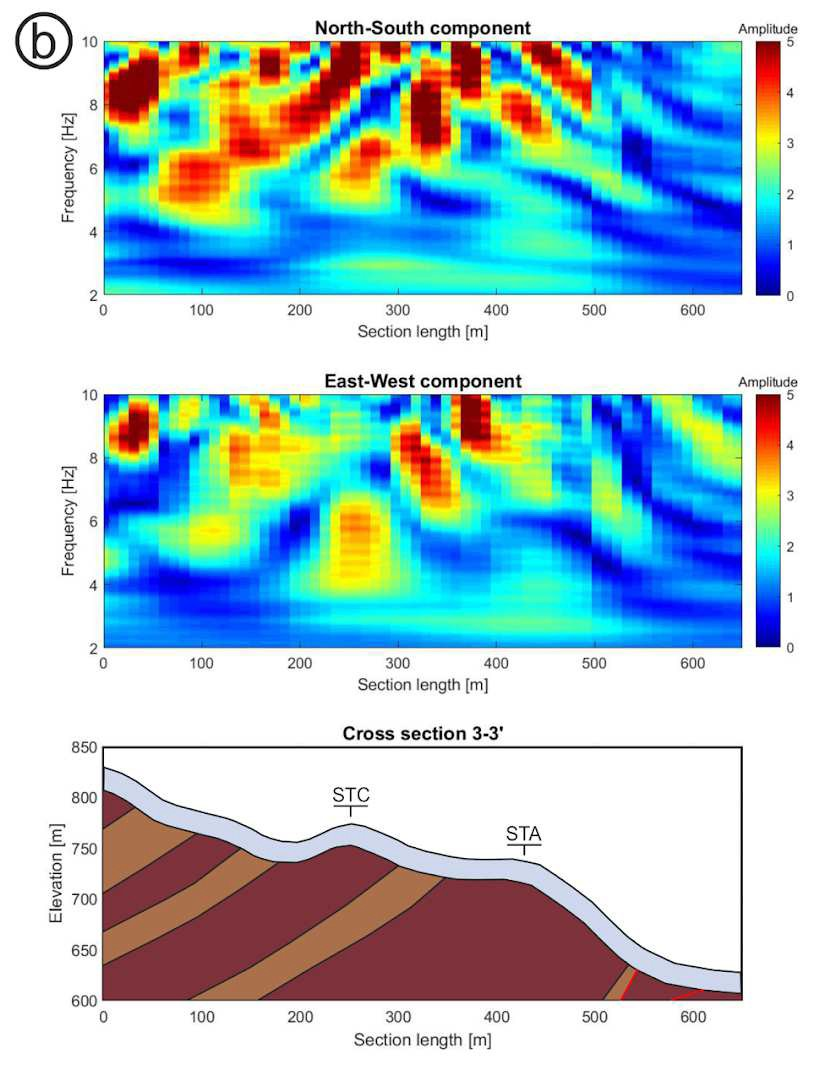 b
North-South component
Amplitude
10
8
6
4
2
Frequency [Hz]
0 100 200 300 400 500 600
Section length [m]
5
4
3
2
1
0
East-West component
Amplitude
10
8
6
4
2
Frequency [Hz]
0 100 200 300 400 500 600
Section length [m]
5
4
3
2
1
0
Cross section 3-3'
850
800
750
700
650
600
Elevation [m]
STC
STA
0 100 200 300 400 500 600
Section length [m]